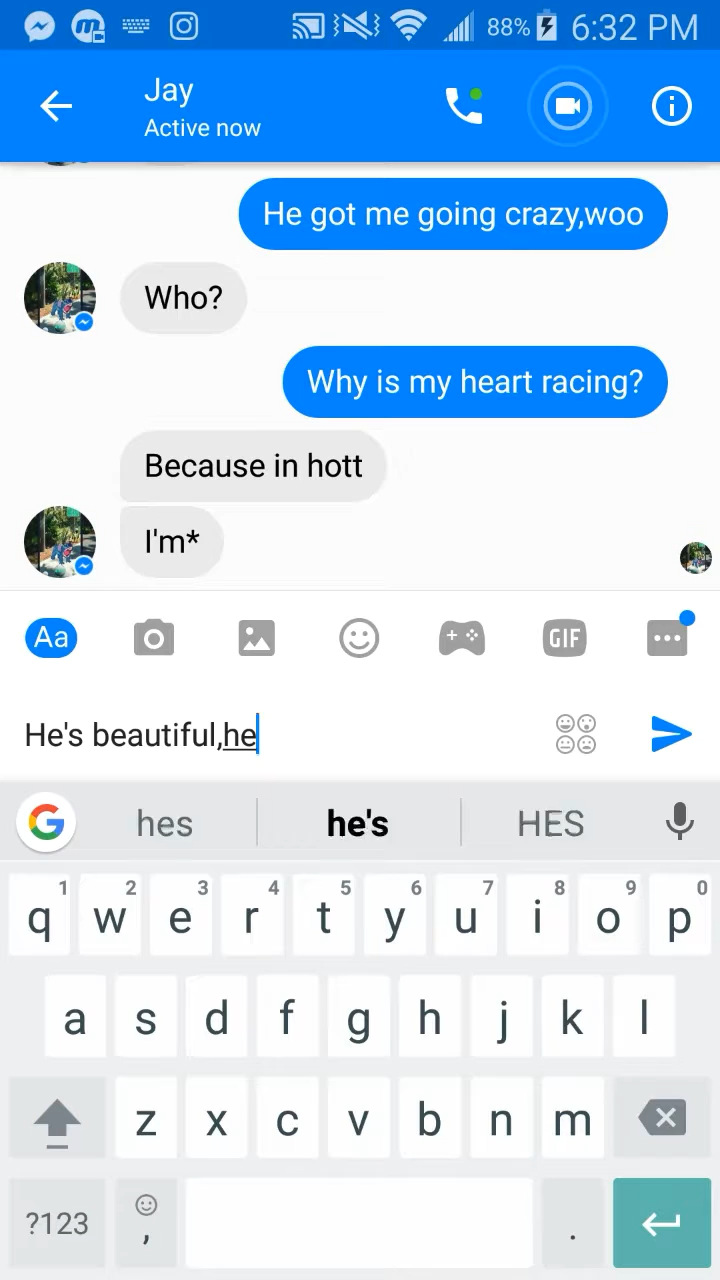 88% 6:32 PM
Jay
Active now
He got me going crazy,woo
Who?
Why is my heart racing?
Because in hott
I'm*
Aa
GIF
He's beautiful,he
G hes he's HES
1 2 3 4 5 6 7 8 9 0
q w e r t y u i o p
a s d f g h j k l
z x c v b n m
?123 , .